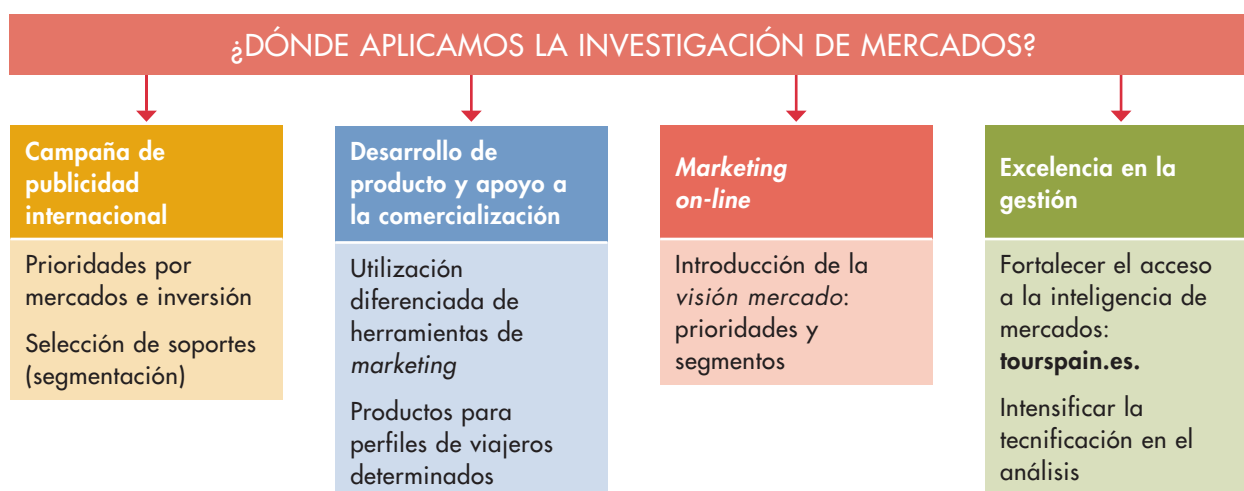 ¿DÓNDE APLICAMOS LA INVESTIGACIÓN DE MERCADOS?
Campaña de
publicidad
internacional
Prioridades por
mercados e inversión
Selección de soportes
(segmentación)
Desarrollo de
producto y apoyo a
la comercialización
Utilización
diferenciada de
herramientas de
marketing
Productos para
perfiles de viajeros
determinados
Marketing
on-line
Introducción de la
visión mercado:
prioridades y
segmentos
Excelencia en la
gestión
Fortalecer el acceso
a la inteligencia de
mercados:
tourspain.es.
Intensificar la
tecnificación en el
análisis